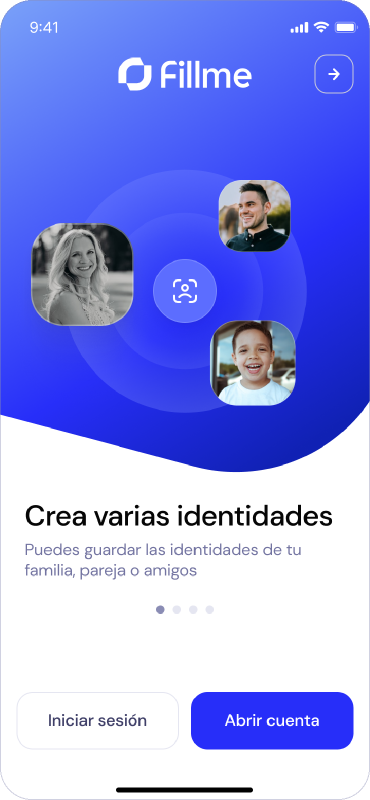 9:41
Fillme
Crea varias identidades
Puedes guardar las identidades de tu
familia, pareja o amigos
Iniciar sesión
Abrir cuenta